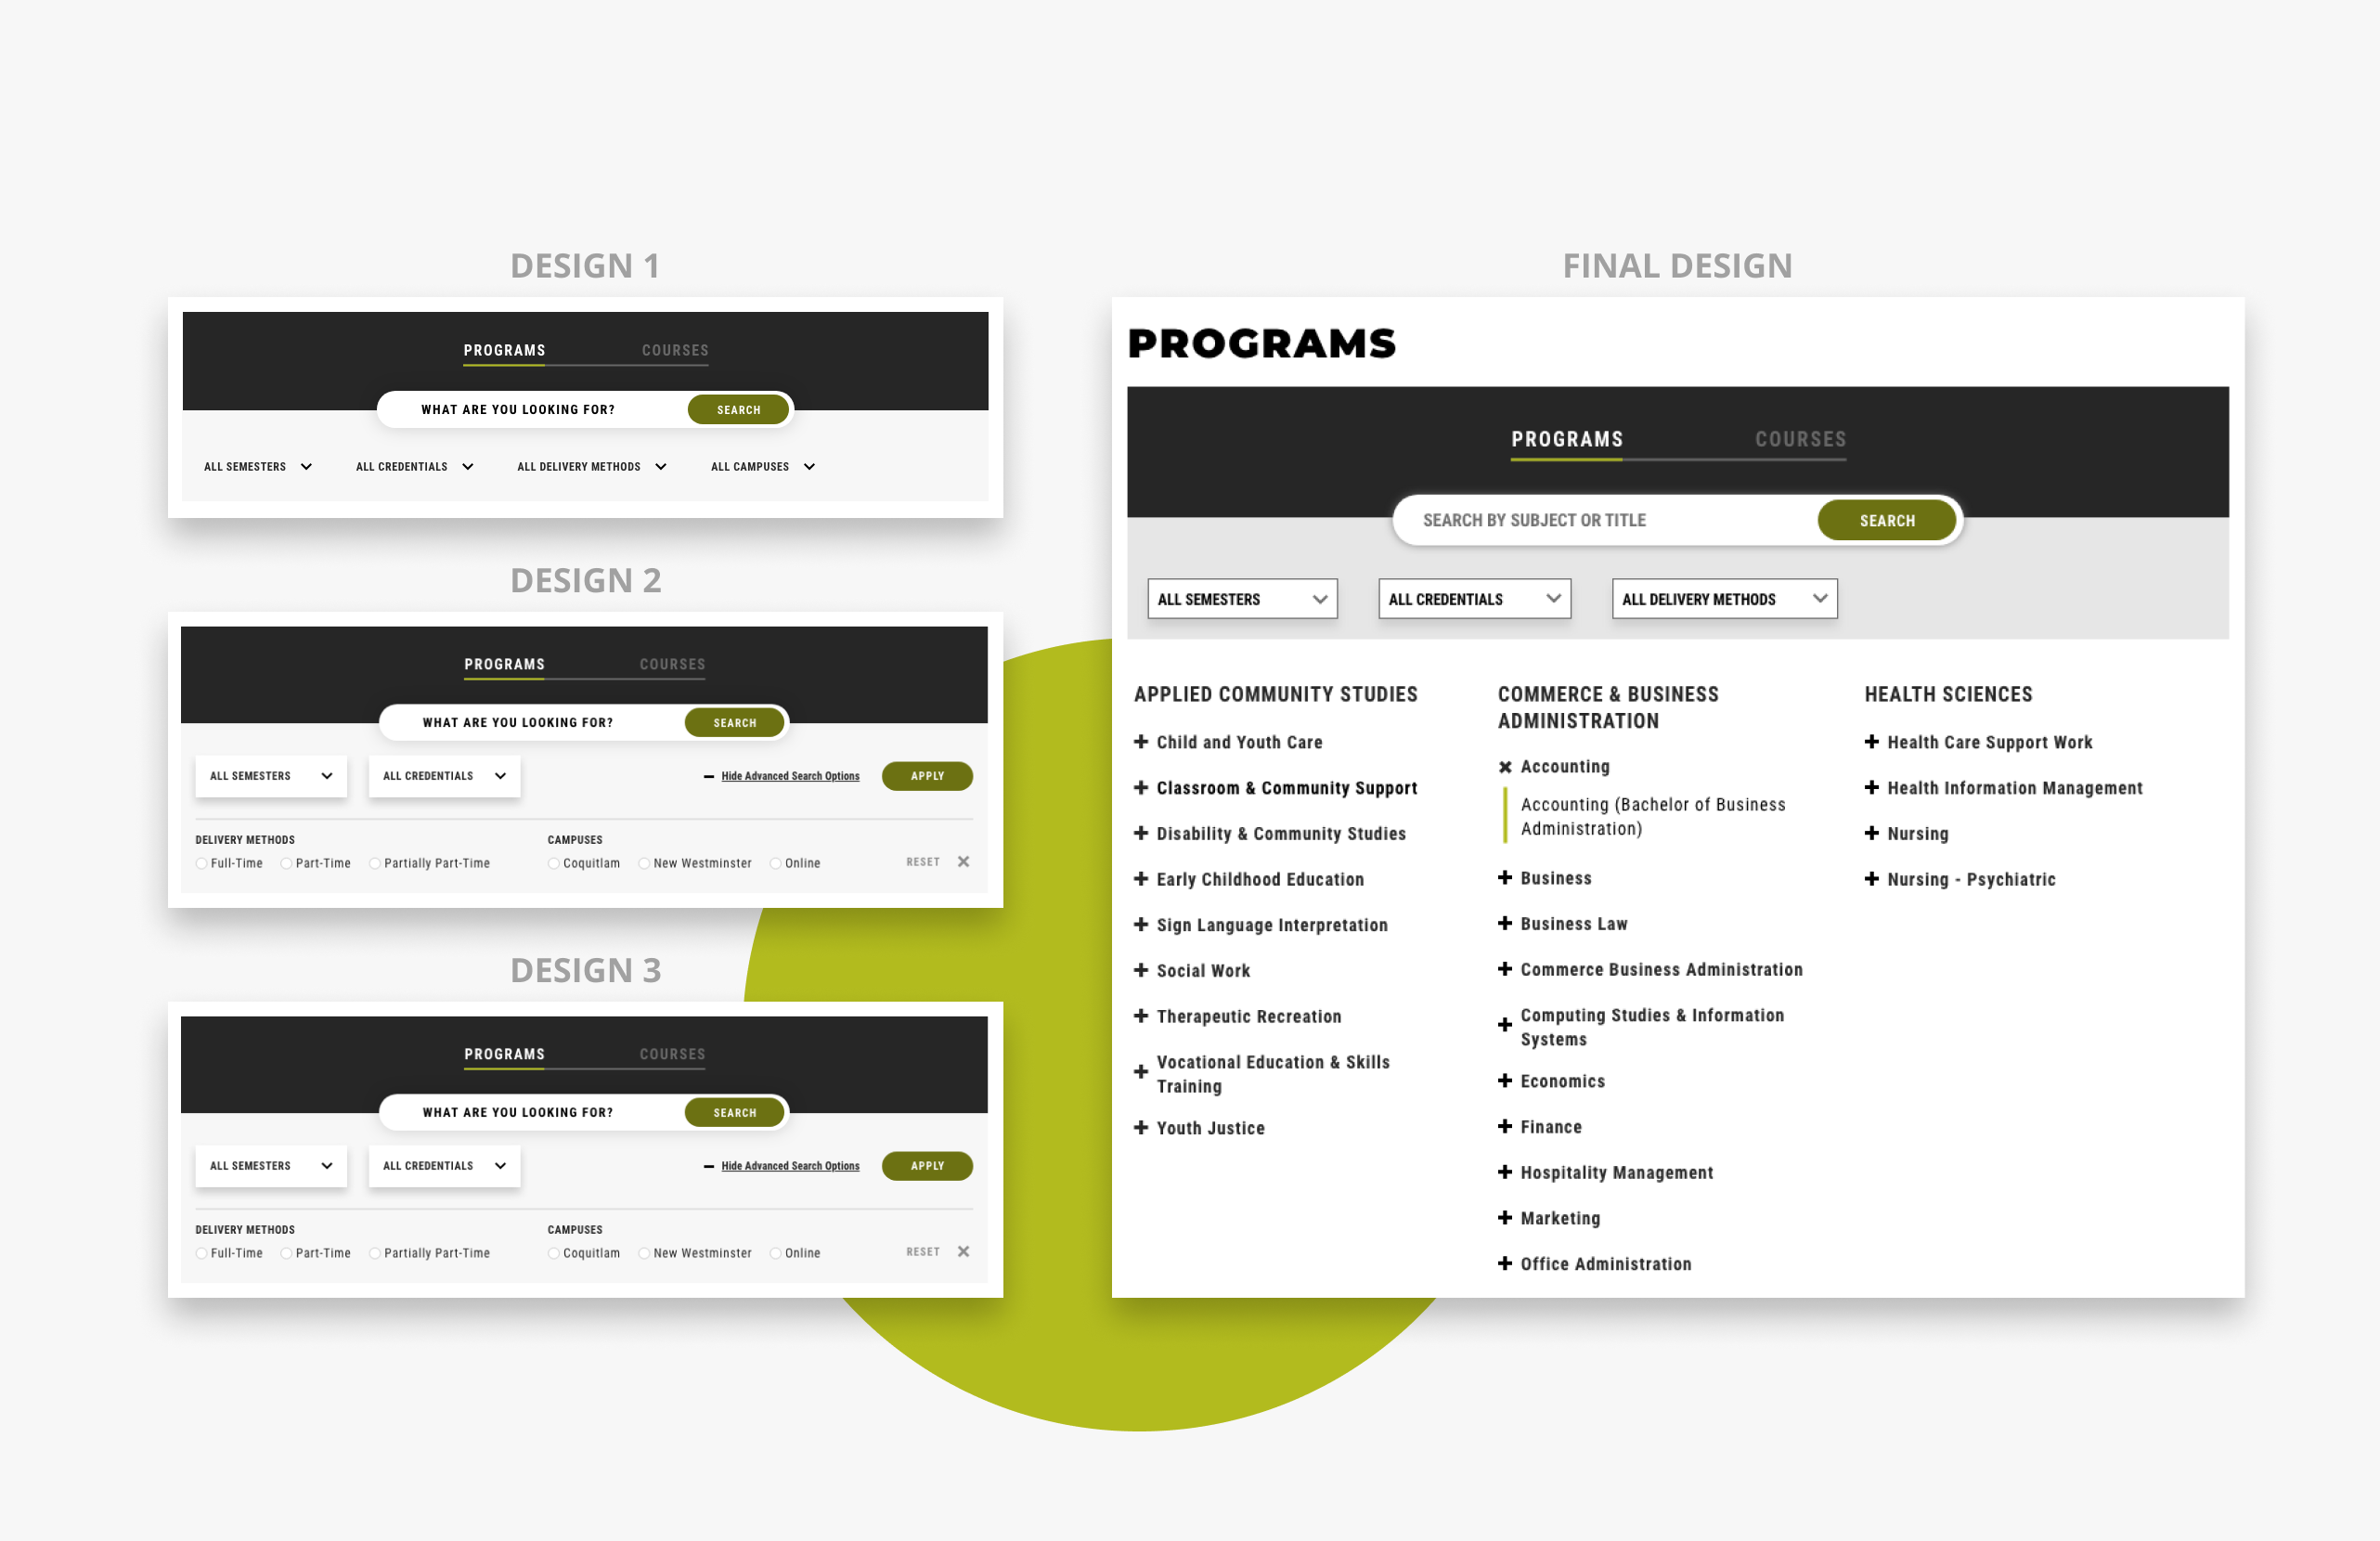 DESIGN 1
PROGRAMS COURSES
WHAT ARE YOU LOOKING FOR? SEARCH
ALL SEMESTERS ALL CREDENTIALS ALL DELIVERY METHODS ALL CAMPUSES
DESIGN 2
PROGRAMS COURSES
WHAT ARE YOU LOOKING FOR? SEARCH
ALL SEMESTERS ALL CREDENTIALS Hide Advanced Search Options APPLY
DELIVERY METHODS CAMPUSES
Full-Time Part-Time Partially Part-Time Coquitlam New Westminster Online RESET
DESIGN 3
PROGRAMS COURSES
WHAT ARE YOU LOOKING FOR? SEARCH
ALL SEMESTERS ALL CREDENTIALS Hide Advanced Search Options APPLY
DELIVERY METHODS CAMPUSES
Full-Time Part-Time Partially Part-Time Coquitlam New Westminster Online RESET
FINAL DESIGN
PROGRAMS
PROGRAMS COURSES
SEARCH BY SUBJECT OR TITLE SEARCH
ALL SEMESTERS ALL CREDENTIALS ALL DELIVERY METHODS
APPLIED COMMUNITY STUDIES
Child and Youth Care
Classroom & Community Support
Disability & Community Studies
Early Childhood Education
Sign Language Interpretation
Social Work
Therapeutic Recreation
Vocational Education & Skills
Training
Youth Justice
COMMERCE & BUSINESS
ADMINISTRATION
Accounting
Accounting (Bachelor of Business
Administration)
Business
Business Law
Commerce Business Administration
Computing Studies & Information
Systems
Economics
Finance
Hospitality Management
Marketing
Office Administration
HEALTH SCIENCES
Health Care Support Work
Health Information Management
Nursing
Nursing - Psychiatric